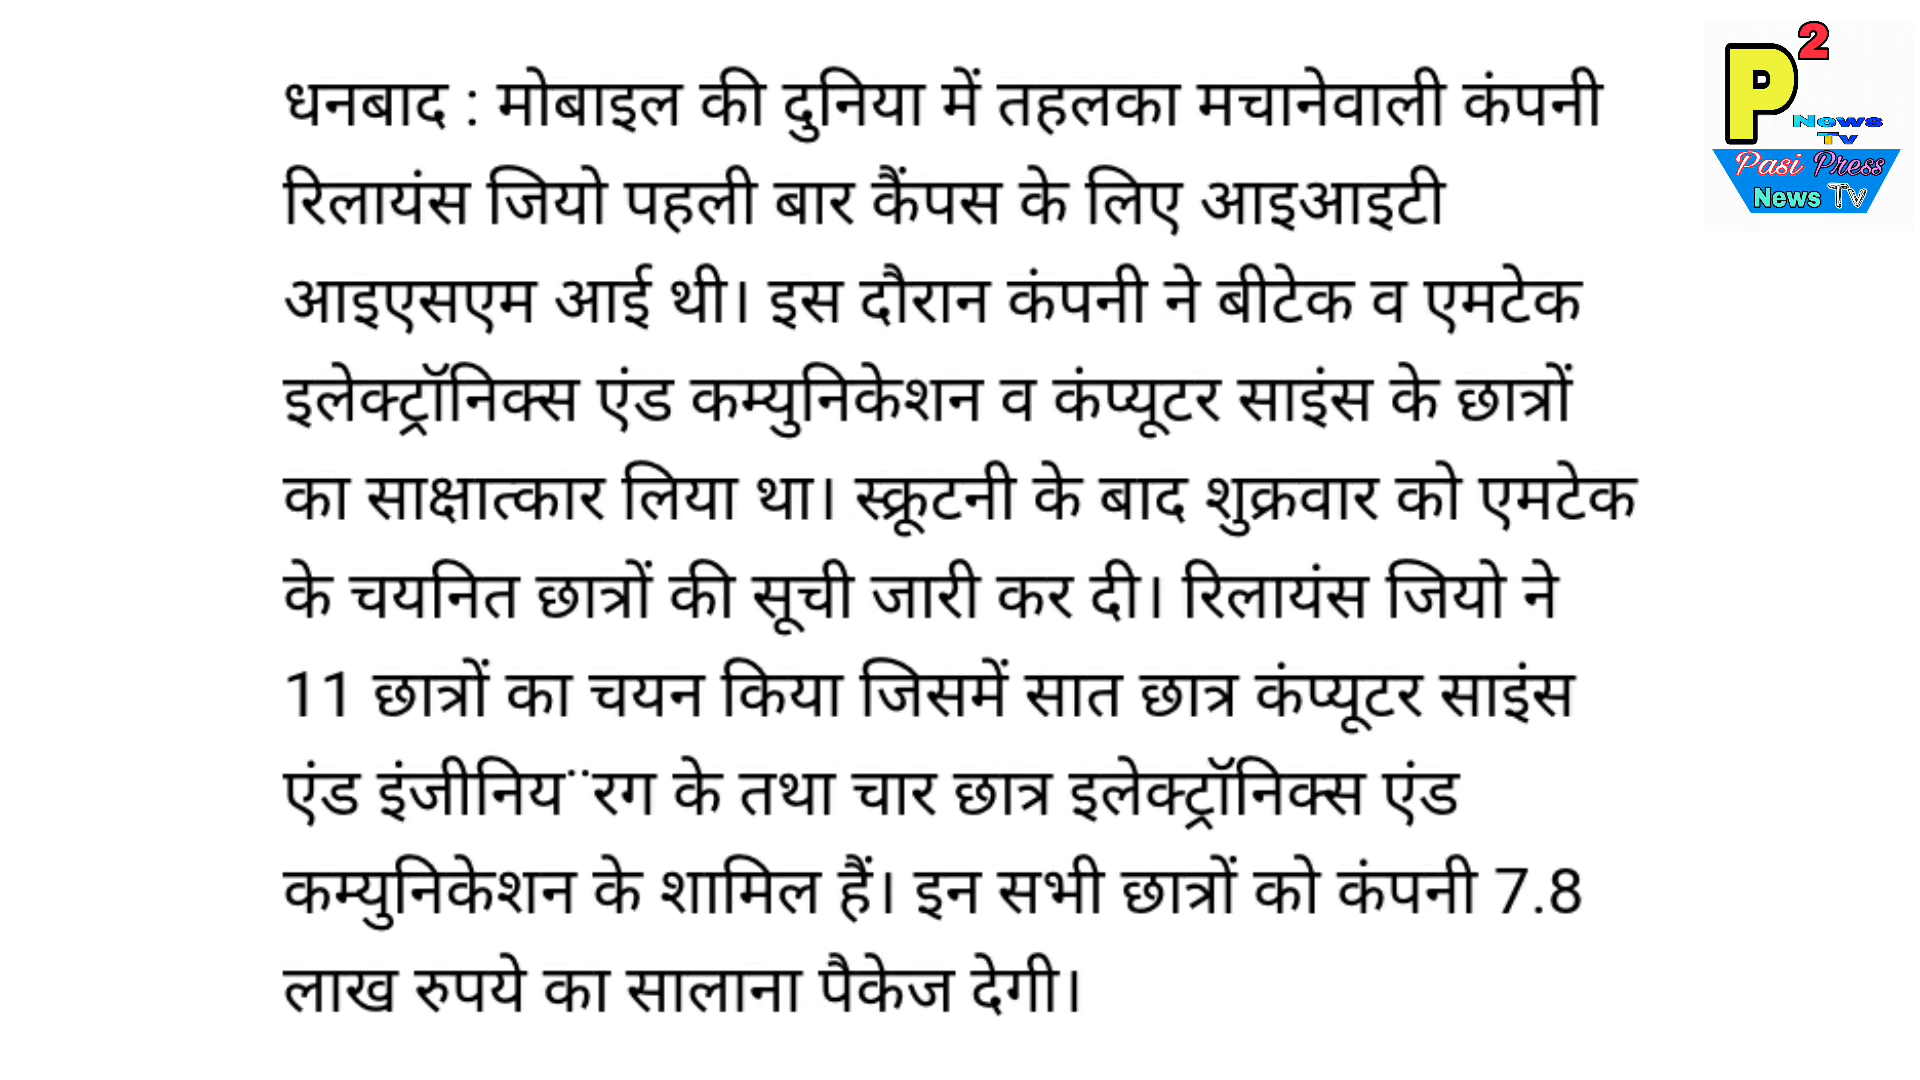 धनबाद : मोबाइल की दुनिया में तहलका मचानेवाली कंपनी
रिलायंस जियो पहली बार कैंपस के लिए आइआइटी
आइएसएम आई थी। इस दौरान कंपनी ने बीटेक व एमटेक
इलेक्ट्रॉनिक्स एंड कम्युनिकेशन व कंप्यूटर साइंस के छात्रों
का साक्षात्कार लिया था। स्क्रूटनी के बाद शुक्रवार को एमटेक
के चयनित छात्रों की सूची जारी कर दी। रिलायंस जियो ने
11 छात्रों का चयन किया जिसमें सात छात्र कंप्यूटर साइंस
एंड इंजीनिय¨रग के तथा चार छात्र इलेक्ट्रॉनिक्स एंड
कम्युनिकेशन के शामिल हैं। इन सभी छात्रों को कंपनी 7.8
लाख रुपये का सालाना पैकेज देगी।
P2
News
Tv
Pasi Press
News TV